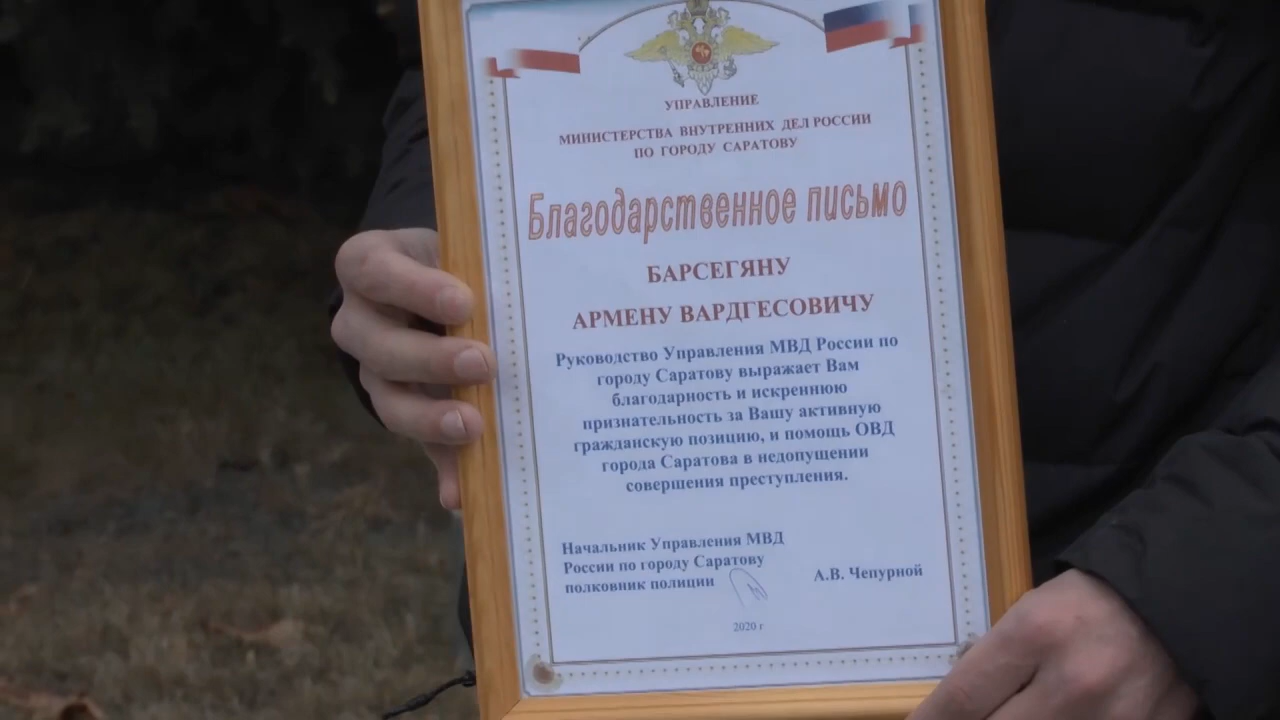 УПРАВЛЕНИЕ
МИНИСТЕРСТВА ВНУТРЕННИХ ДЕЛ РОССИИ
ПО ГОРОДУ САРАТОВУ
Благодарственное письмо
БАРСЕГЯНУ
АРМЕНУ ВАРДГЕСОВИЧУ
Руководство Управления МВД России по
городу Саратову выражает Вам
благодарность и искреннюю
признательность за Вашу активную
гражданскую позицию, и помощь ОВД
города Саратова в недопущении
совершения преступления.
Начальник Управления МВД
России по городу Саратову
полковник полиции
А.В. Чепурной
2020 г